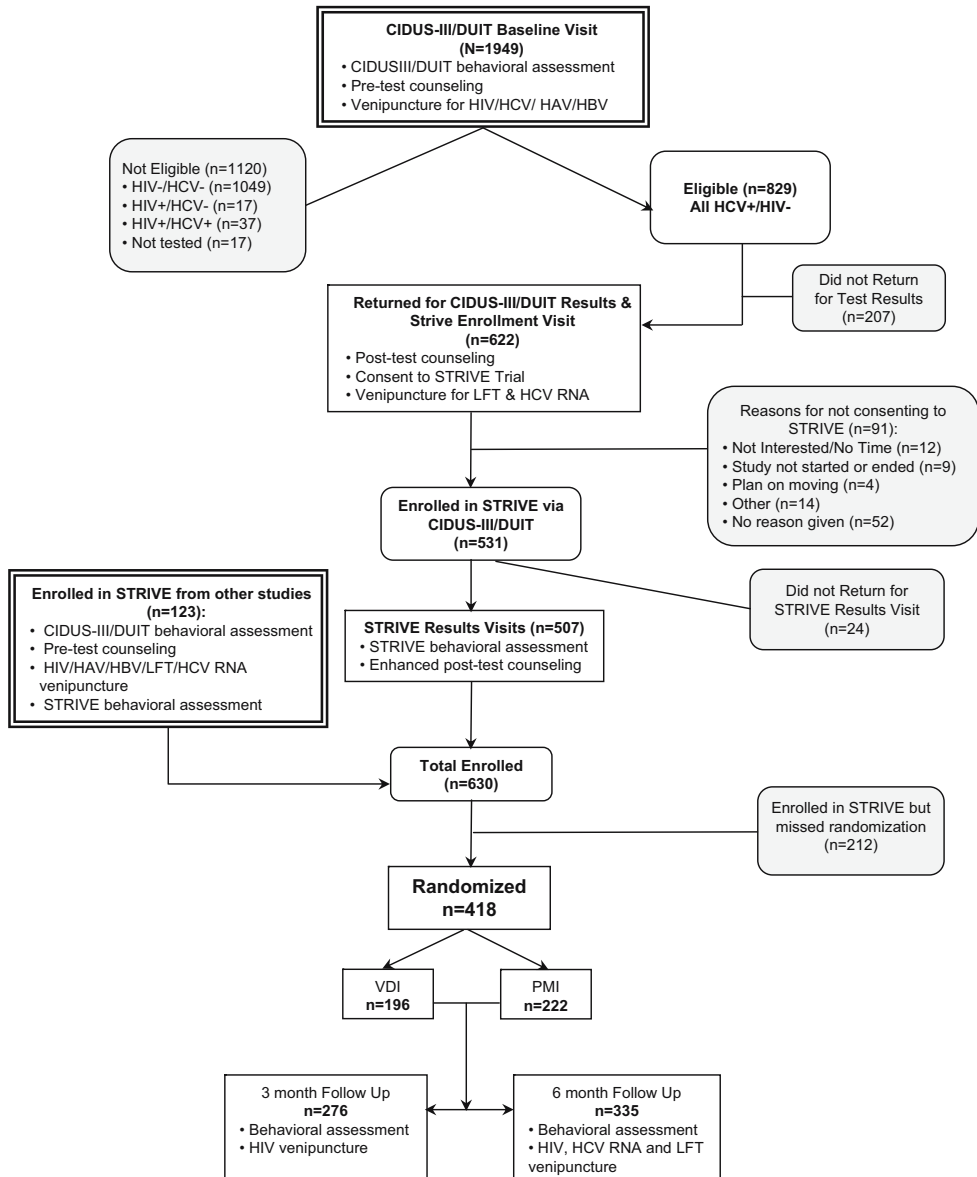 CIDUS-III/DUIT Baseline Visit
(N=1949)
• CIDUSIII/DUIT behavioral assessment
• Pre-test counseling
• Venipuncture for HIV/HCV/ HAV/HBV
Not Eligible (n=1120)
• HIV-/HCV- (n=1049)
• HIV+/HCV- (n=17)
• HIV+/HCV+ (n=37)
• Not tested (n=17)
Eligible (n=829)
All HCV+/HIV-
Did not Return
for Test Results
(n=207)
Returned for CIDUS-III/DUIT Results &
Strive Enrollment Visit
(n=622)
• Post-test counseling
• Consent to STRIVE Trial
• Venipuncture for LFT & HCV RNA
Reasons for not consenting to
STRIVE (n=91):
• Not Interested/No Time (n=12)
• Study not started or ended (n=9)
• Plan on moving (n=4)
• Other (n=14)
• No reason given (n=52)
Enrolled in STRIVE via
CIDUS-III/DUIT
(n=531)
Did not Return for
STRIVE Results Visit
(n=24)
Enrolled in STRIVE from other studies
(n=123):
• CIDUS-III/DUIT behavioral assessment
• Pre-test counseling
• HIV/HAV/HBV/LFT/HCV RNA
venipuncture
• STRIVE behavioral assessment
STRIVE Results Visits (n=507)
• STRIVE behavioral assessment
• Enhanced post-test counseling
Total Enrolled
(n=630)
Enrolled in STRIVE but
missed randomization
(n=212)
Randomized
n=418
VDI
n=196
PMI
n=222
3 month Follow Up
n=276
• Behavioral assessment
• HIV venipuncture
6 month Follow Up
n=335
• Behavioral assessment
• HIV, HCV RNA and LFT
venipuncture